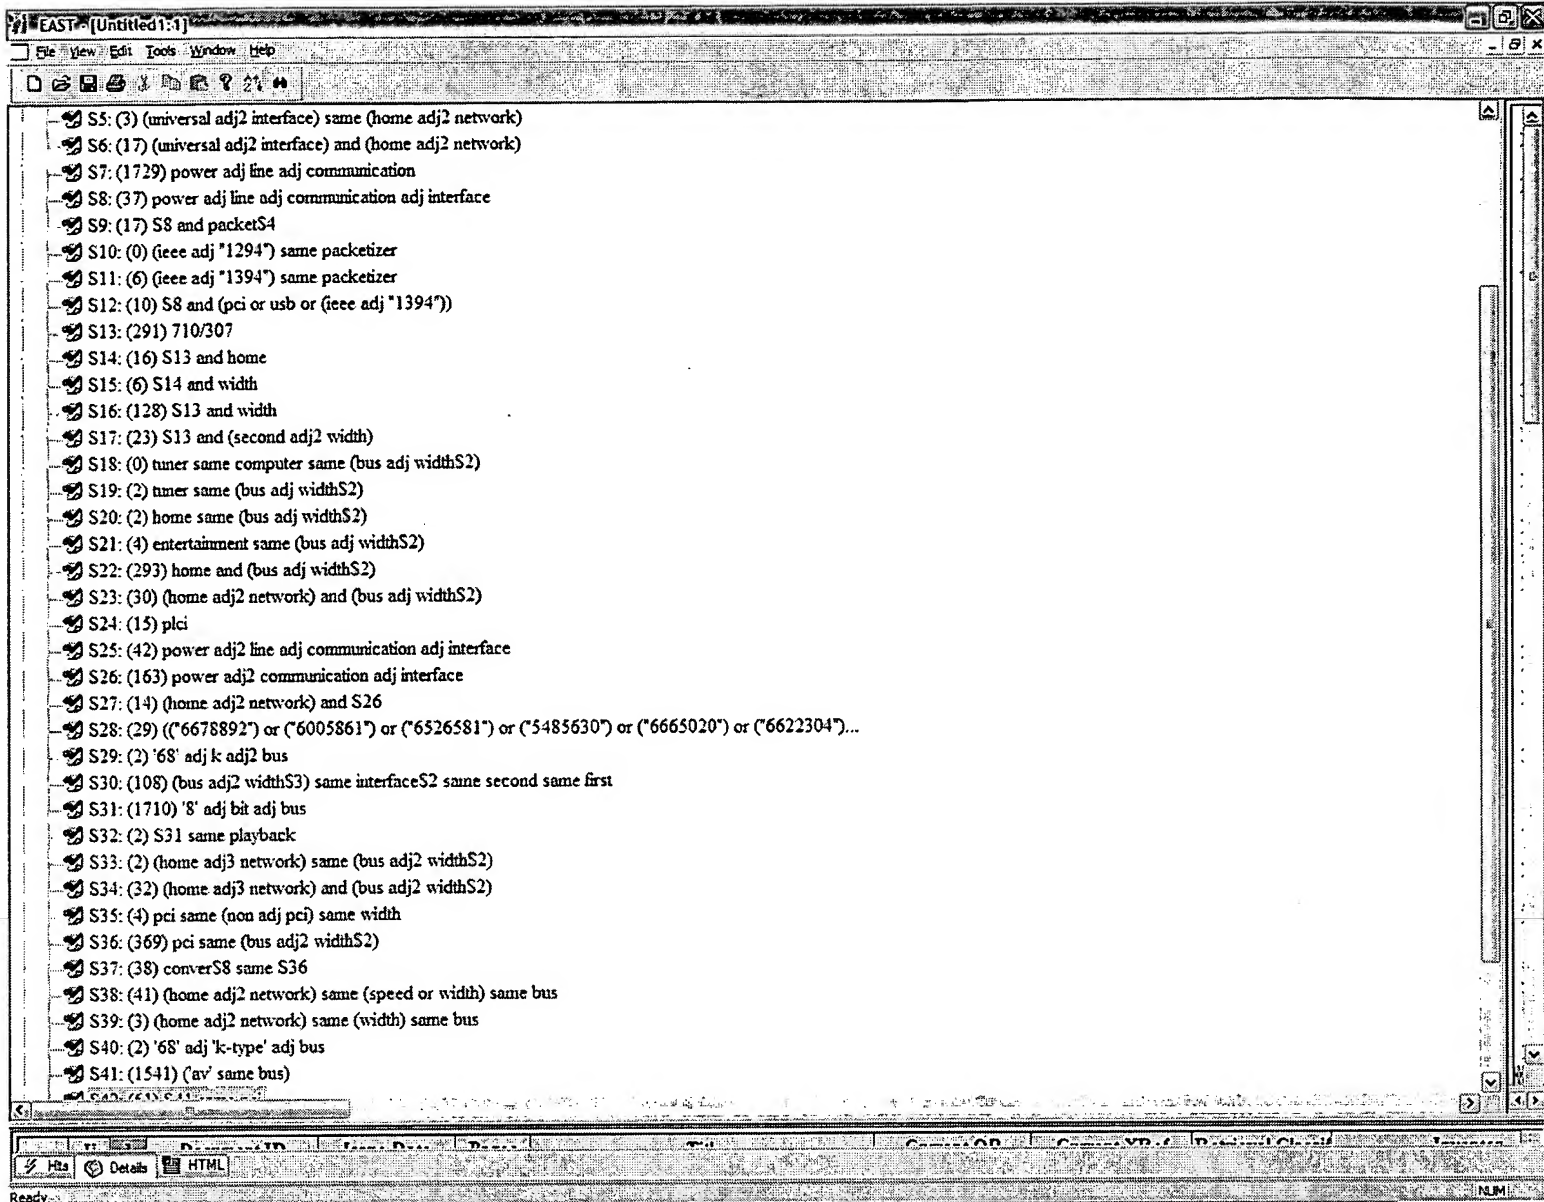 EAST - [Untitled1:1]
File View Edit Tools Window Help
S5: (3) (universal adj2 interface) same (home adj2 network)
S6: (17) (universal adj2 interface) and (home adj2 network)
S7: (1729) power adj line adj communication
S8: (37) power adj line adj communication adj interface
S9: (17) S8 and packet$4
S10: (0) (ieee adj "1294") same packetizer
S11: (6) (ieee adj "1394") same packetizer
S12: (10) S8 and (pci or usb or (ieee adj "1394"))
S13: (291) 710/307
S14: (16) S13 and home
S15: (6) S14 and width
S16: (128) S13 and width
S17: (23) S13 and (second adj2 width)
S18: (0) tuner same computer same (bus adj width$2)
S19: (2) tuner same (bus adj width$2)
S20: (2) home same (bus adj width$2)
S21: (4) entertainment same (bus adj width$2)
S22: (293) home and (bus adj width$2)
S23: (30) (home adj2 network) and (bus adj width$2)
S24: (15) plci
S25: (42) power adj2 line adj communication adj interface
S26: (163) power adj2 communication adj interface
S27: (14) (home adj2 network) and S26
S28: (29) (("6678892") or ("6005861") or ("6526581") or ("5485630") or ("6665020") or ("6622304")...
S29: (2) '68' adj k adj2 bus
S30: (108) (bus adj2 width$3) same interface$2 same second same first
S31: (1710) '8' adj bit adj bus
S32: (2) S31 same playback
S33: (2) (home adj3 network) same (bus adj2 width$2)
S34: (32) (home adj3 network) and (bus adj2 width$2)
S35: (4) pci same (non adj pci) same width
S36: (369) pci same (bus adj2 width$2)
S37: (38) conver$8 same S36
S38: (41) (home adj2 network) same (speed or width) same bus
S39: (3) (home adj2 network) same (width) same bus
S40: (2) '68' adj 'k-type' adj bus
S41: (1541) ('av' same bus)
Hits Details HTML
Ready NUM